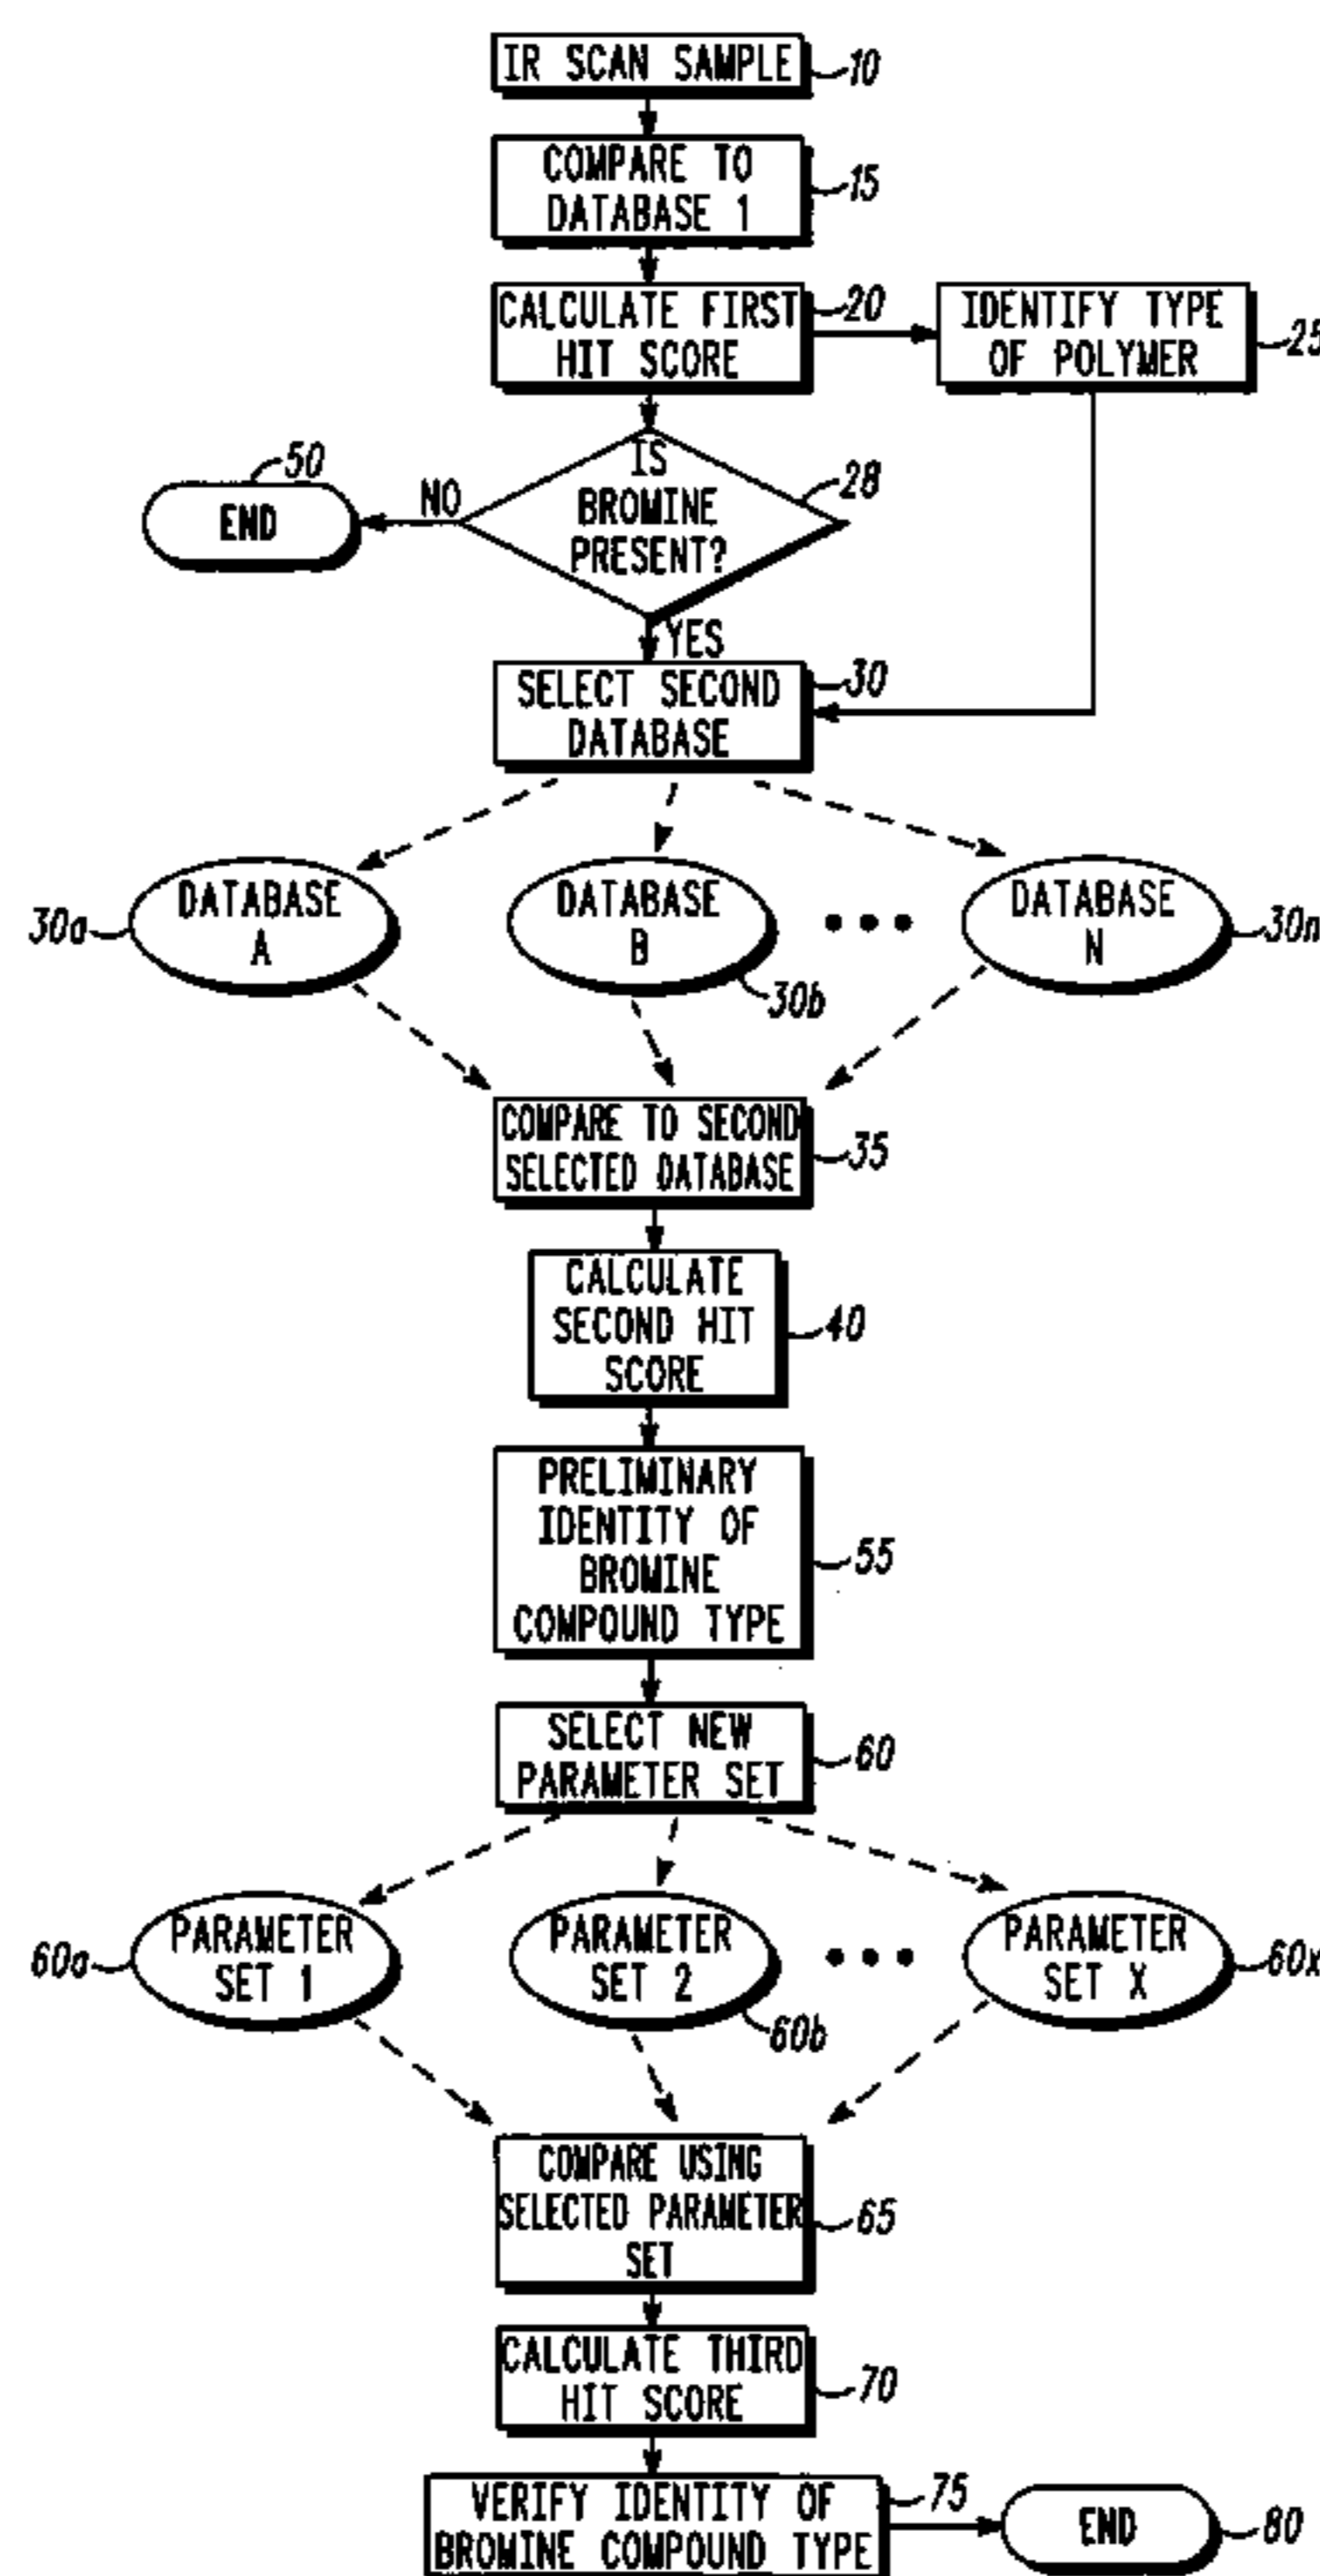 IR SCAN SAMPLE
10
COMPARE TO
DATABASE 1
15
CALCULATE FIRST
HIT SCORE
20
IDENTIFY TYPE
OF POLYMER
25
IS
BROMINE
PRESENT?
28
NO
50
END
YES
SELECT SECOND
DATABASE
30
DATABASE
A
30a
DATABASE
B
30b
DATABASE
N
30n
COMPARE TO SECOND
SELECTED DATABASE
35
CALCULATE
SECOND HIT
SCORE
40
PRELIMINARY
IDENTITY OF
BROMINE
COMPOUND TYPE
55
SELECT NEW
PARAMETER SET
60
PARAMETER
SET 1
60a
PARAMETER
SET 2
60b
PARAMETER
SET X
60x
COMPARE USING
SELECTED PARAMETER
SET
65
CALCULATE THIRD
HIT SCORE
70
VERIFY IDENTITY OF
BROMINE COMPOUND TYPE
75
END
80